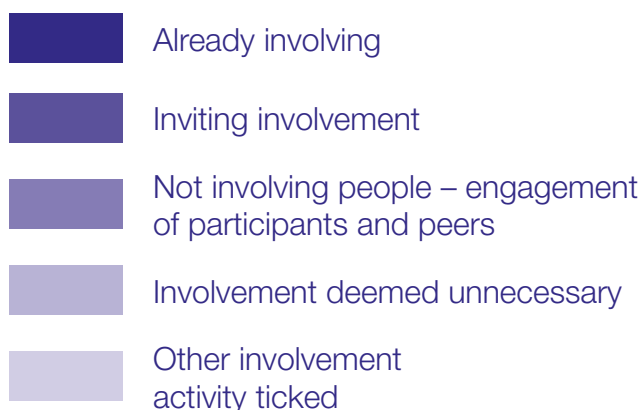 Already involving
Inviting involvement
Not involving people – engagement
of participants and peers
Involvement deemed unnecessary
Other involvement
activity ticked